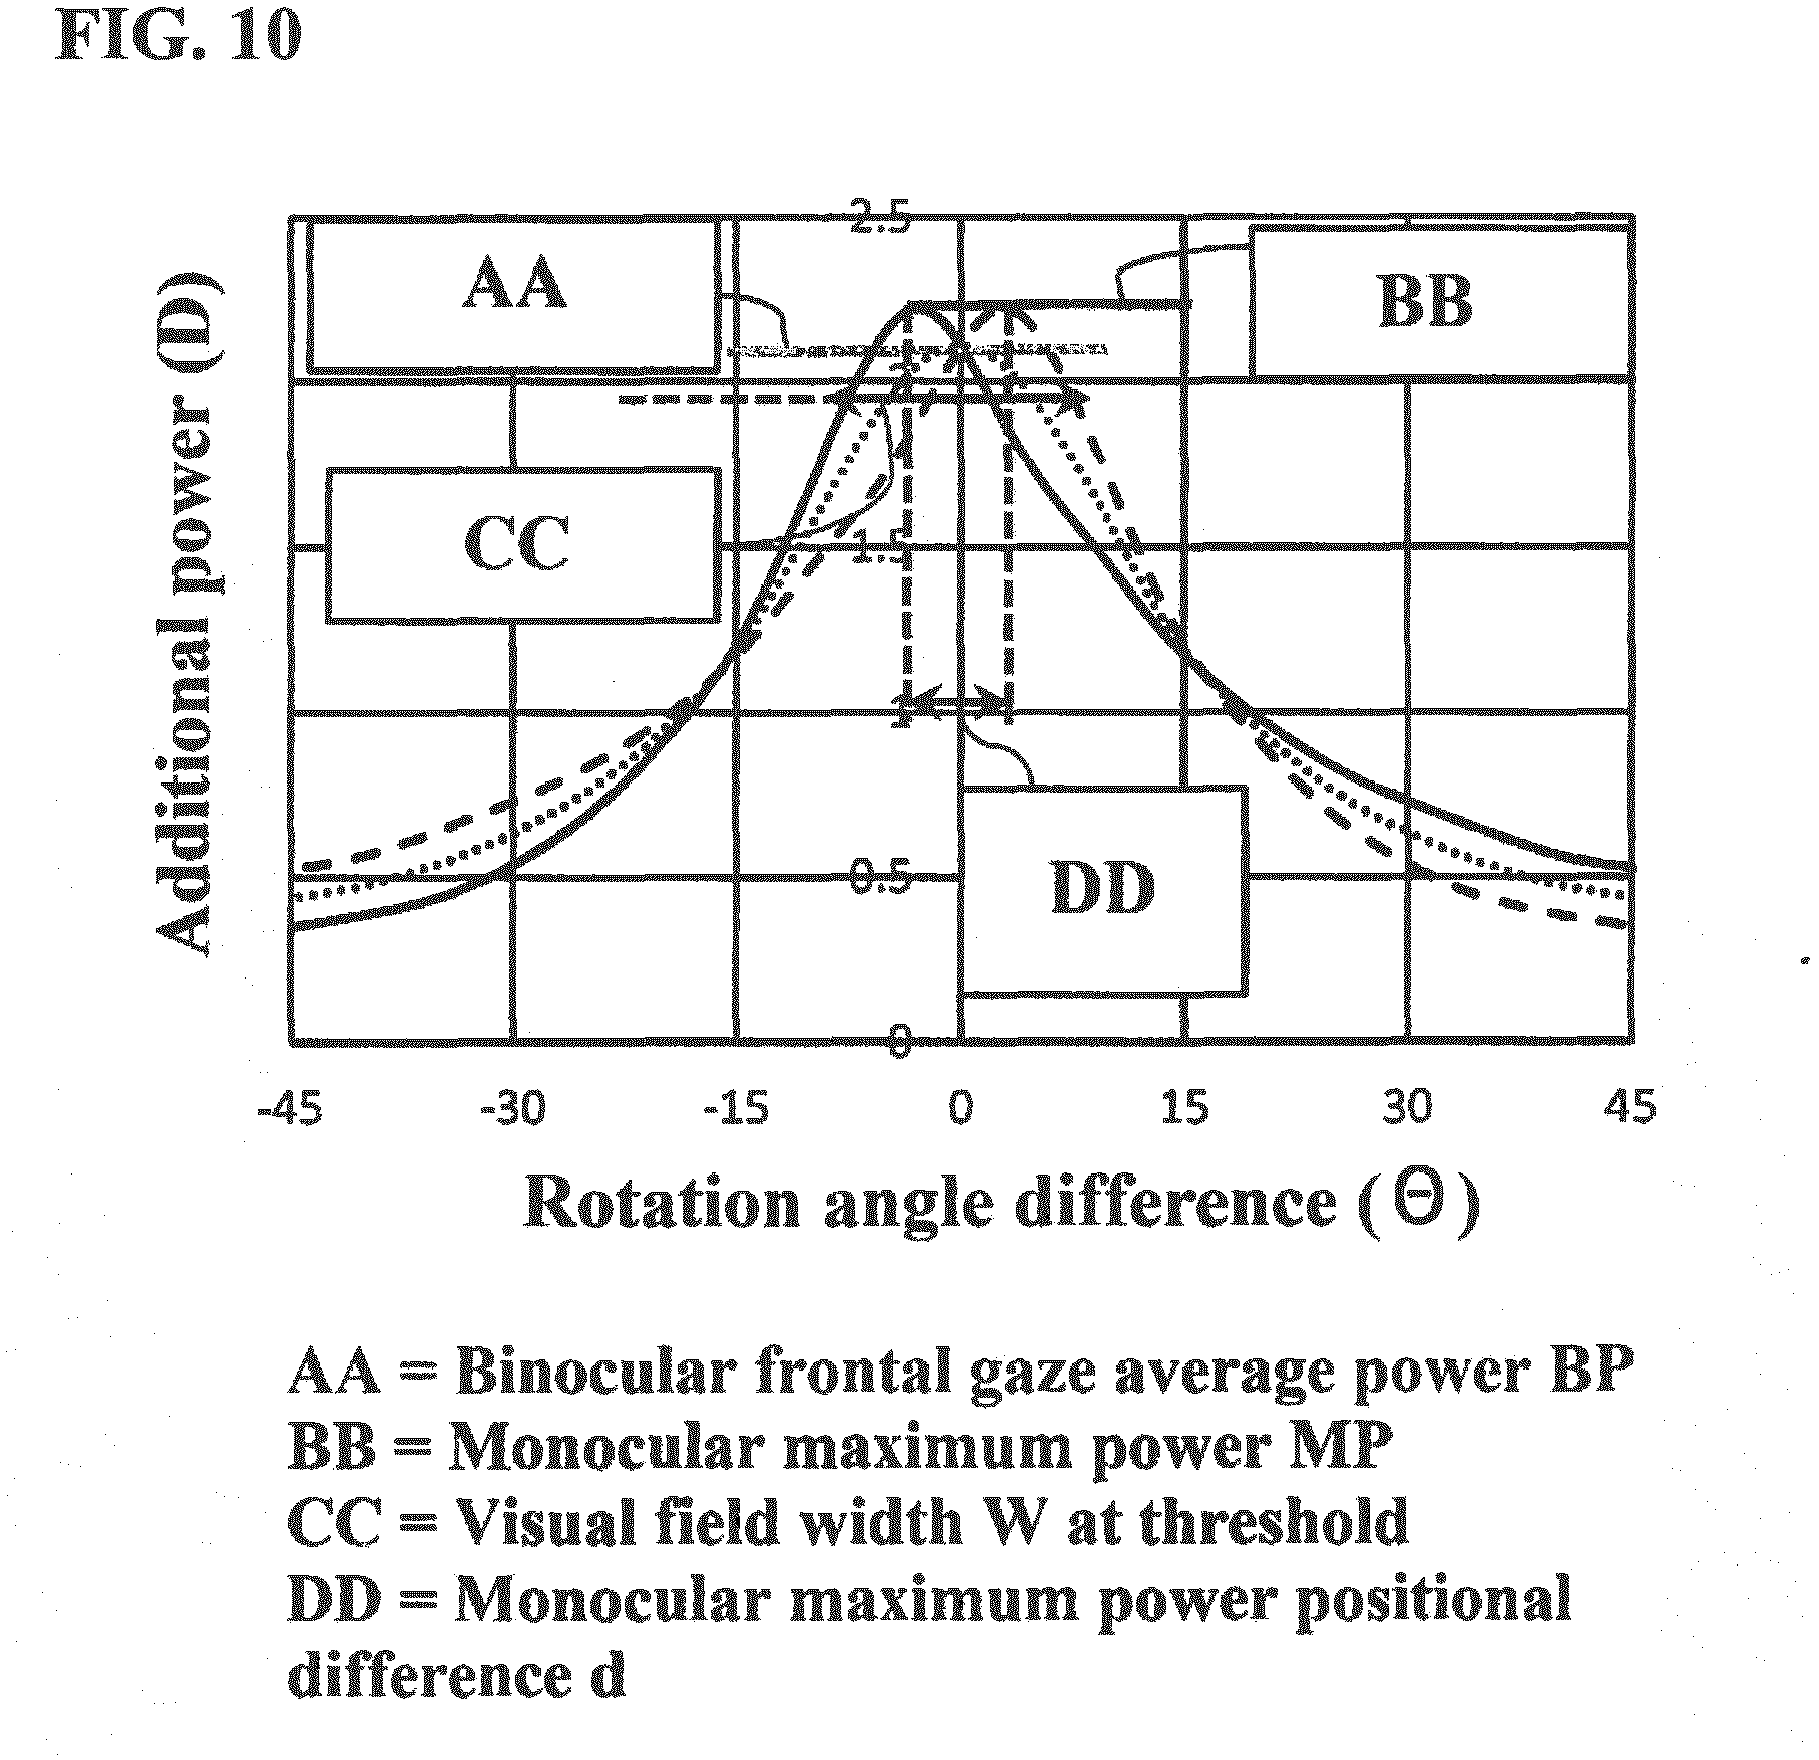 FIG. 10
2.5
AA
BB
CC
1.5
DD
0.5
0
Additional power (D)
-45 -30 -15 0 15 30 45
Rotation angle difference (Θ)
AA = Binocular frontal gaze average power BP
BB = Monocular maximum power MP
CC = Visual field width W at threshold
DD = Monocular maximum power positional
difference d